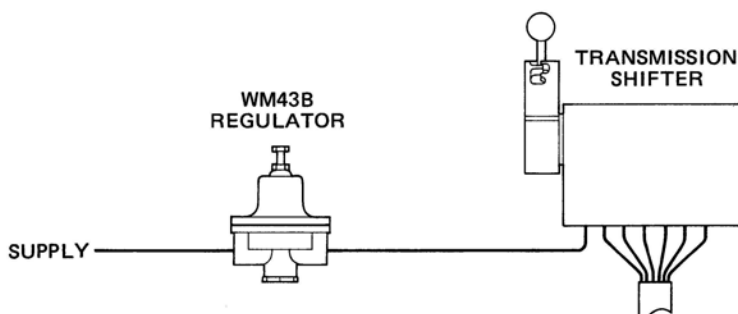 TRANSMISSION
SHIFTER
WM43B
REGULATOR
SUPPLY